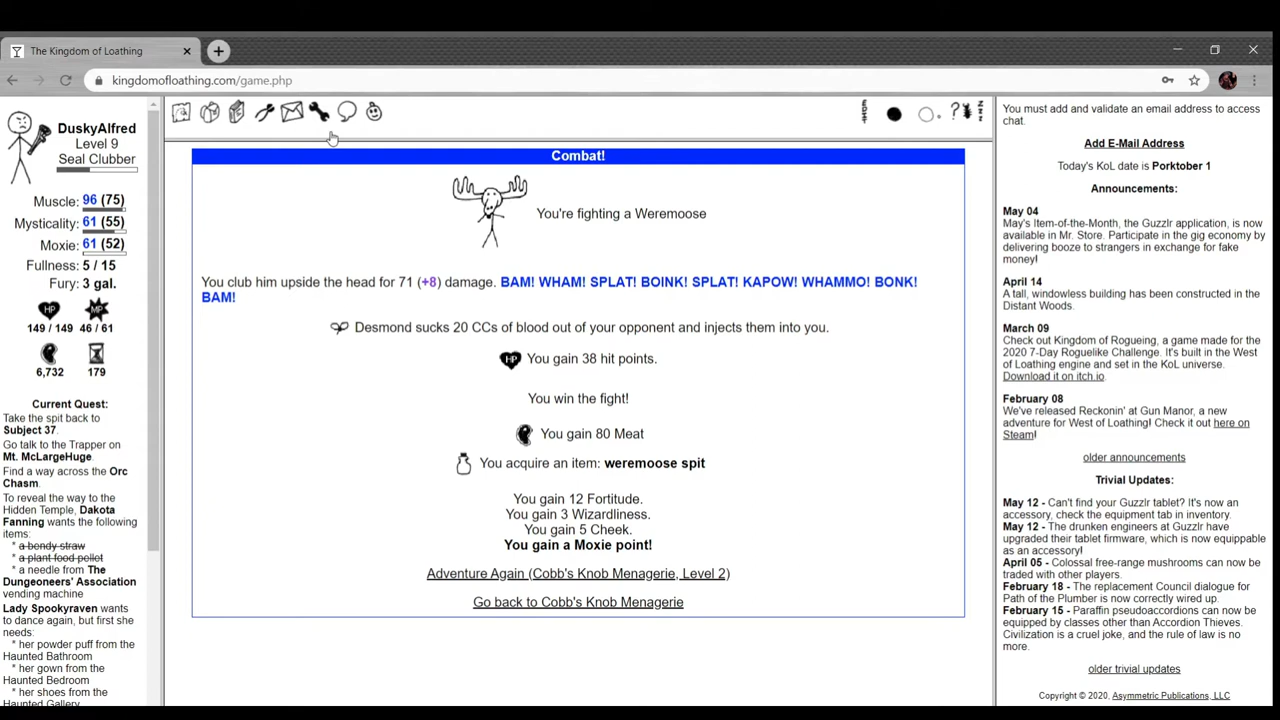 The Kingdom of Loathing
kingdomofloathing.com/game.php
DuskyAlfred
Level 9
Seal Clubber
Muscle: 96 (75)
Mysticality: 61 (55)
Moxie: 61 (52)
Fullness: 5 / 15
Fury: 3 gal.
HP MP
149 / 149 46 / 61
6,732 179
Current Quest:
Take the spit back to
Subject 37.
Go talk to the Trapper on
Mt. McLargeHuge.
Find a way across the Orc
Chasm.
To reveal the way to the
Hidden Temple, Dakota
Fanning wants the following
items:
* a bendy straw
* a plant food pellet
* a needle from The
Dungeoneers' Association
vending machine
Lady Spookyraven wants
to dance again, but first she
needs:
* her powder puff from the
Haunted Bathroom
* her gown from the
Haunted Bedroom
* her shoes from the
Haunted Gallery
Combat!
You're fighting a Weremoose
You club him upside the head for 71 (+8) damage. BAM! WHAM! SPLAT! BOINK! SPLAT! KAPOW! WHAMMO! BONK!
BAM!
Desmond sucks 20 CCs of blood out of your opponent and injects them into you.
HP You gain 38 hit points.
You win the fight!
You gain 80 Meat
You acquire an item: weremoose spit
You gain 12 Fortitude.
You gain 3 Wizardliness.
You gain 5 Cheek.
You gain a Moxie point!
Adventure Again (Cobb's Knob Menagerie, Level 2)
Go back to Cobb's Knob Menagerie
You must add and validate an email address to access
chat.
Add E-Mail Address
Today's KoL date is Porktober 1
Announcements:
May 04
May's Item-of-the-Month, the Guzzlr application, is now
available in Mr. Store. Participate in the gig economy by
delivering booze to strangers in exchange for fake
money!
April 14
A tall, windowless building has been constructed in the
Distant Woods.
March 09
Check out Kingdom of Rogueing, a game made for the
2020 7-Day Roguelike Challenge. It's built in the West
of Loathing engine and set in the KoL universe.
Download it on itch.io.
February 08
We've released Reckonin' at Gun Manor, a new
adventure for West of Loathing! Check it out here on
Steam!
older announcements
Trivial Updates:
May 12 - Can't find your Guzzlr tablet? It's now an
accessory, check the equipment tab in inventory.
May 12 - The drunken engineers at Guzzlr have
upgraded their tablet firmware, which is now equippable
as an accessory!
April 05 - Colossal free-range mushrooms can now be
traded with other players.
February 18 - The replacement Council dialogue for
Path of the Plumber is now correctly wired up.
February 15 - Paraffin pseudoaccordions can now be
equipped by classes other than Accordion Thieves.
Civilization is a cruel joke, and the rule of law is no
more.
older trivial updates
Copyright © 2020, Asymmetric Publications, LLC